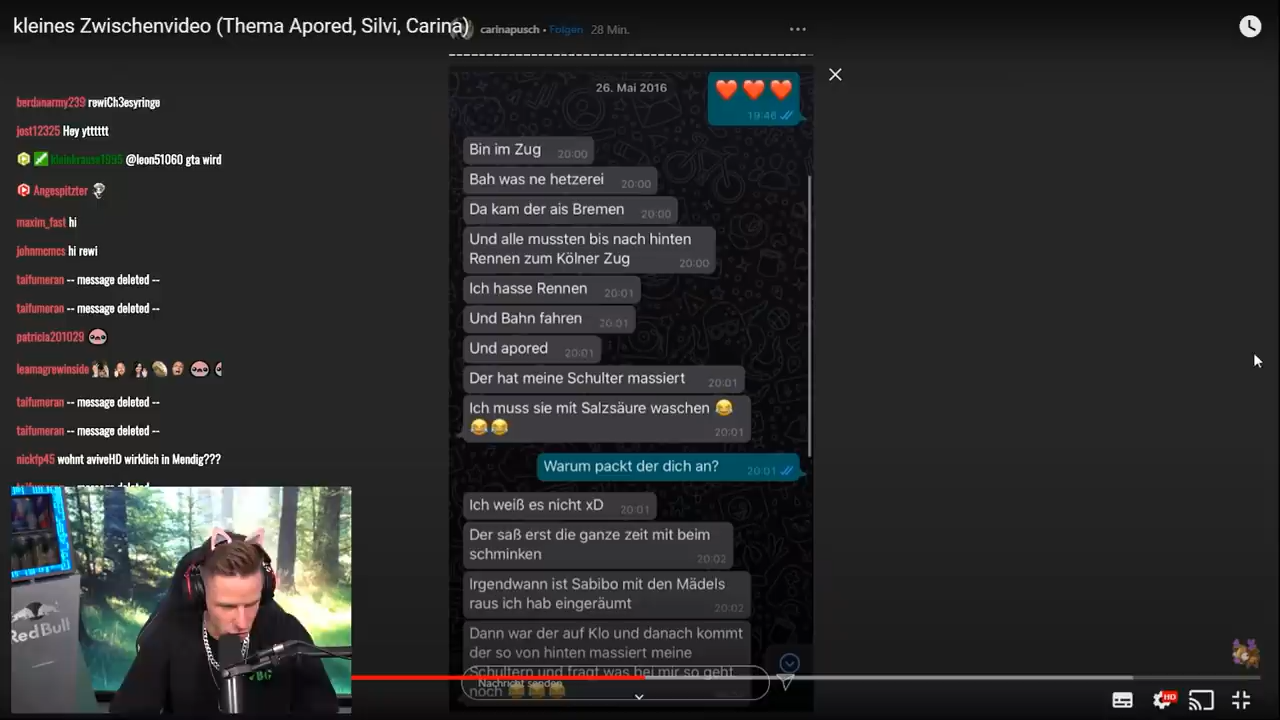 kleines Zwischenvideo (Thema Apored, Silvi, Carina)
carinapusch • Folgen 28 Min.
berdanarmy239 rewiCh3esyringe
jost12325 Hey ytttttt
kleinkrause1995 @leon51060 gta wird
Angespitzter
maxim_fast hi
johnmcmcs hi rewi
taifumeran -- message deleted --
taifumeran -- message deleted --
patricia201029
leamagrewinside
taifumeran -- message deleted --
taifumeran -- message deleted --
nickfp45 wohnt aviveHD wirklich in Mendig???
26. Mai 2016
❤️ ❤️ ❤️
19:46
Bin im Zug 20:00
Bah was ne hetzerei 20:00
Da kam der ais Bremen 20:00
Und alle mussten bis nach hinten
Rennen zum Kölner Zug 20:00
Ich hasse Rennen 20:01
Und Bahn fahren 20:01
Und apored 20:01
Der hat meine Schulter massiert 20:01
Ich muss sie mit Salzsäure waschen 😂
😂😂 20:01
Warum packt der dich an? 20:01
Ich weiß es nicht xD 20:01
Der saß erst die ganze zeit mit beim
schminken 20:02
Irgendwann ist Sabibo mit den Mädels
raus ich hab eingeräumt 20:02
Dann war der auf Klo und danach kommt
der so von hinten massiert meine
Schultern und fragt was bei mir so geht
noch 😂😂😂
Nachricht senden
Red Bull
HD